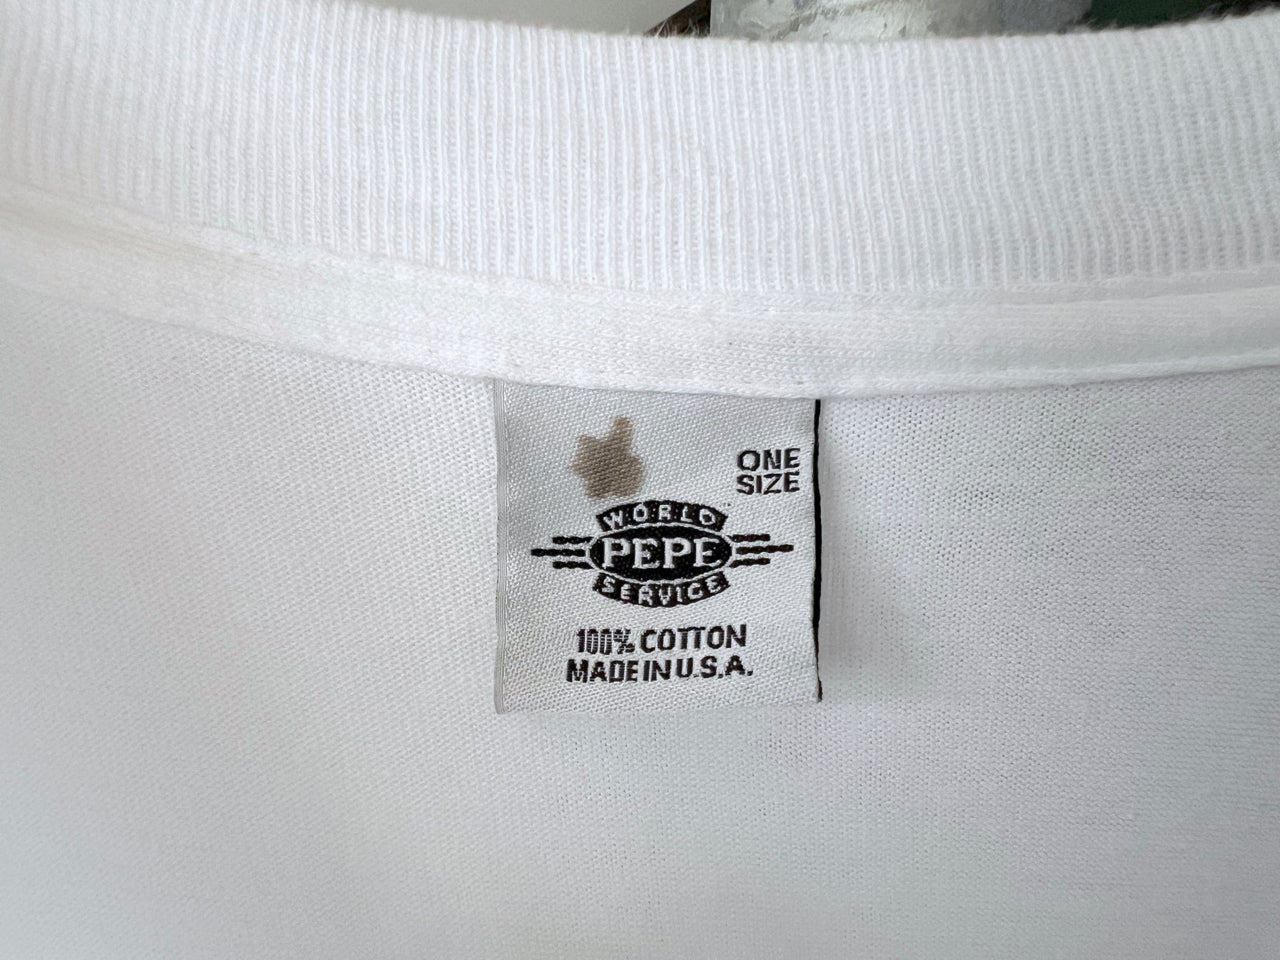 ONE
SIZE
WORLD
PEPE
SERVICE
100% COTTON
MADE IN U.S.A.